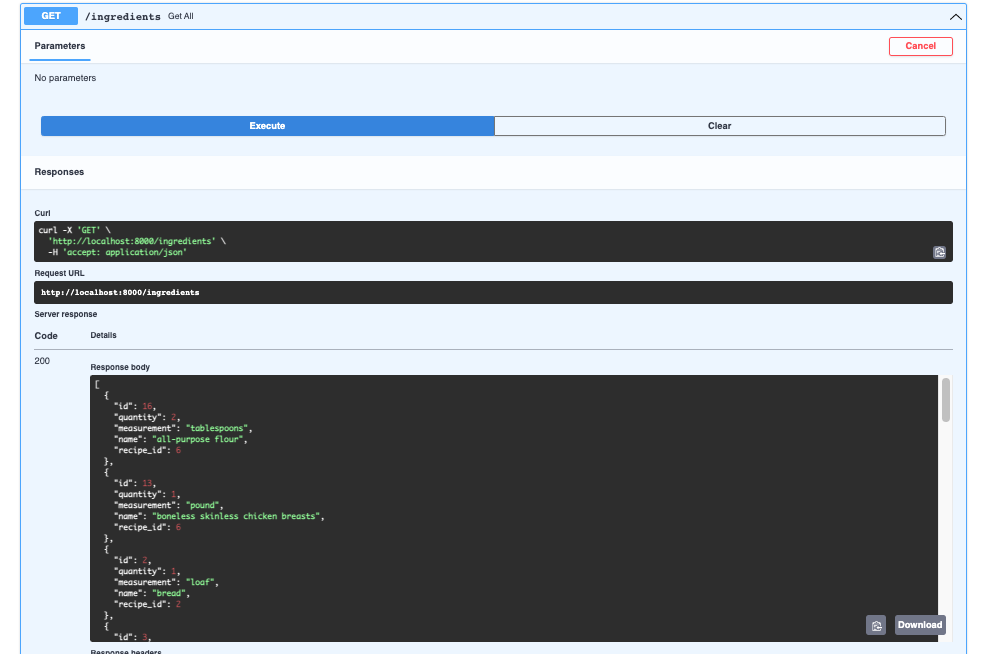 GET /ingredients Get All
Parameters
Cancel
No parameters
Execute
Clear
Responses
Curl
curl -X 'GET' \
  'http://localhost:8000/ingredients' \
  -H 'accept: application/json'
Request URL
http://localhost:8000/ingredients
Server response
Code Details
200
Response body
[
  {
    "id": 16,
    "quantity": 2,
    "measurement": "tablespoons",
    "name": "all-purpose flour",
    "recipe_id": 6
  },
  {
    "id": 13,
    "quantity": 1,
    "measurement": "pound",
    "name": "boneless skinless chicken breasts",
    "recipe_id": 6
  },
  {
    "id": 2,
    "quantity": 1,
    "measurement": "loaf",
    "name": "bread",
    "recipe_id": 2
  },
  {
    "id": 3,
Download
Response headers